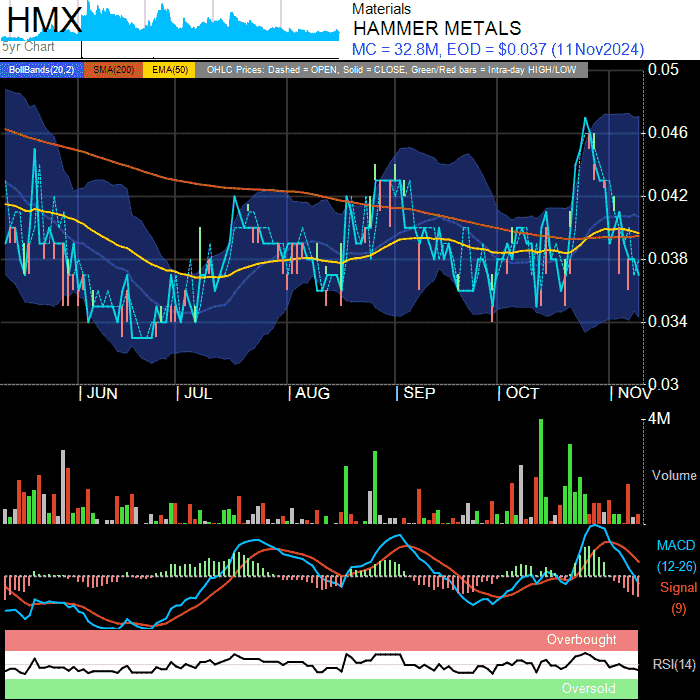 HMX
5yr Chart
Materials
HAMMER METALS
MC = 32.8M, EOD = $0.037 (11Nov2024)
BollBands(20,2) SMA(200) EMA(50) OHLC Prices: Dashed = OPEN, Solid = CLOSE, Green/Red bars = Intra-day HIGH/LOW
0.05
0.046
0.042
0.038
0.034
0.03
JUN JUL AUG SEP OCT NOV
4M
Volume
MACD
(12-26)
Signal
(9)
Overbought
RSI(14)
Oversold